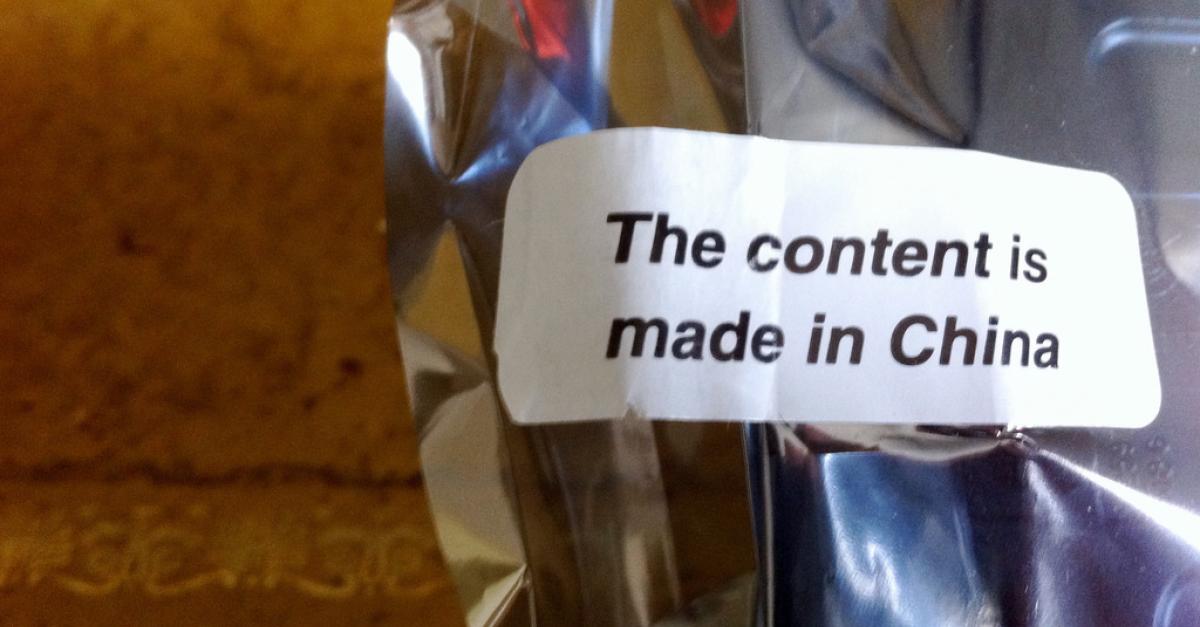 The content is
made in China